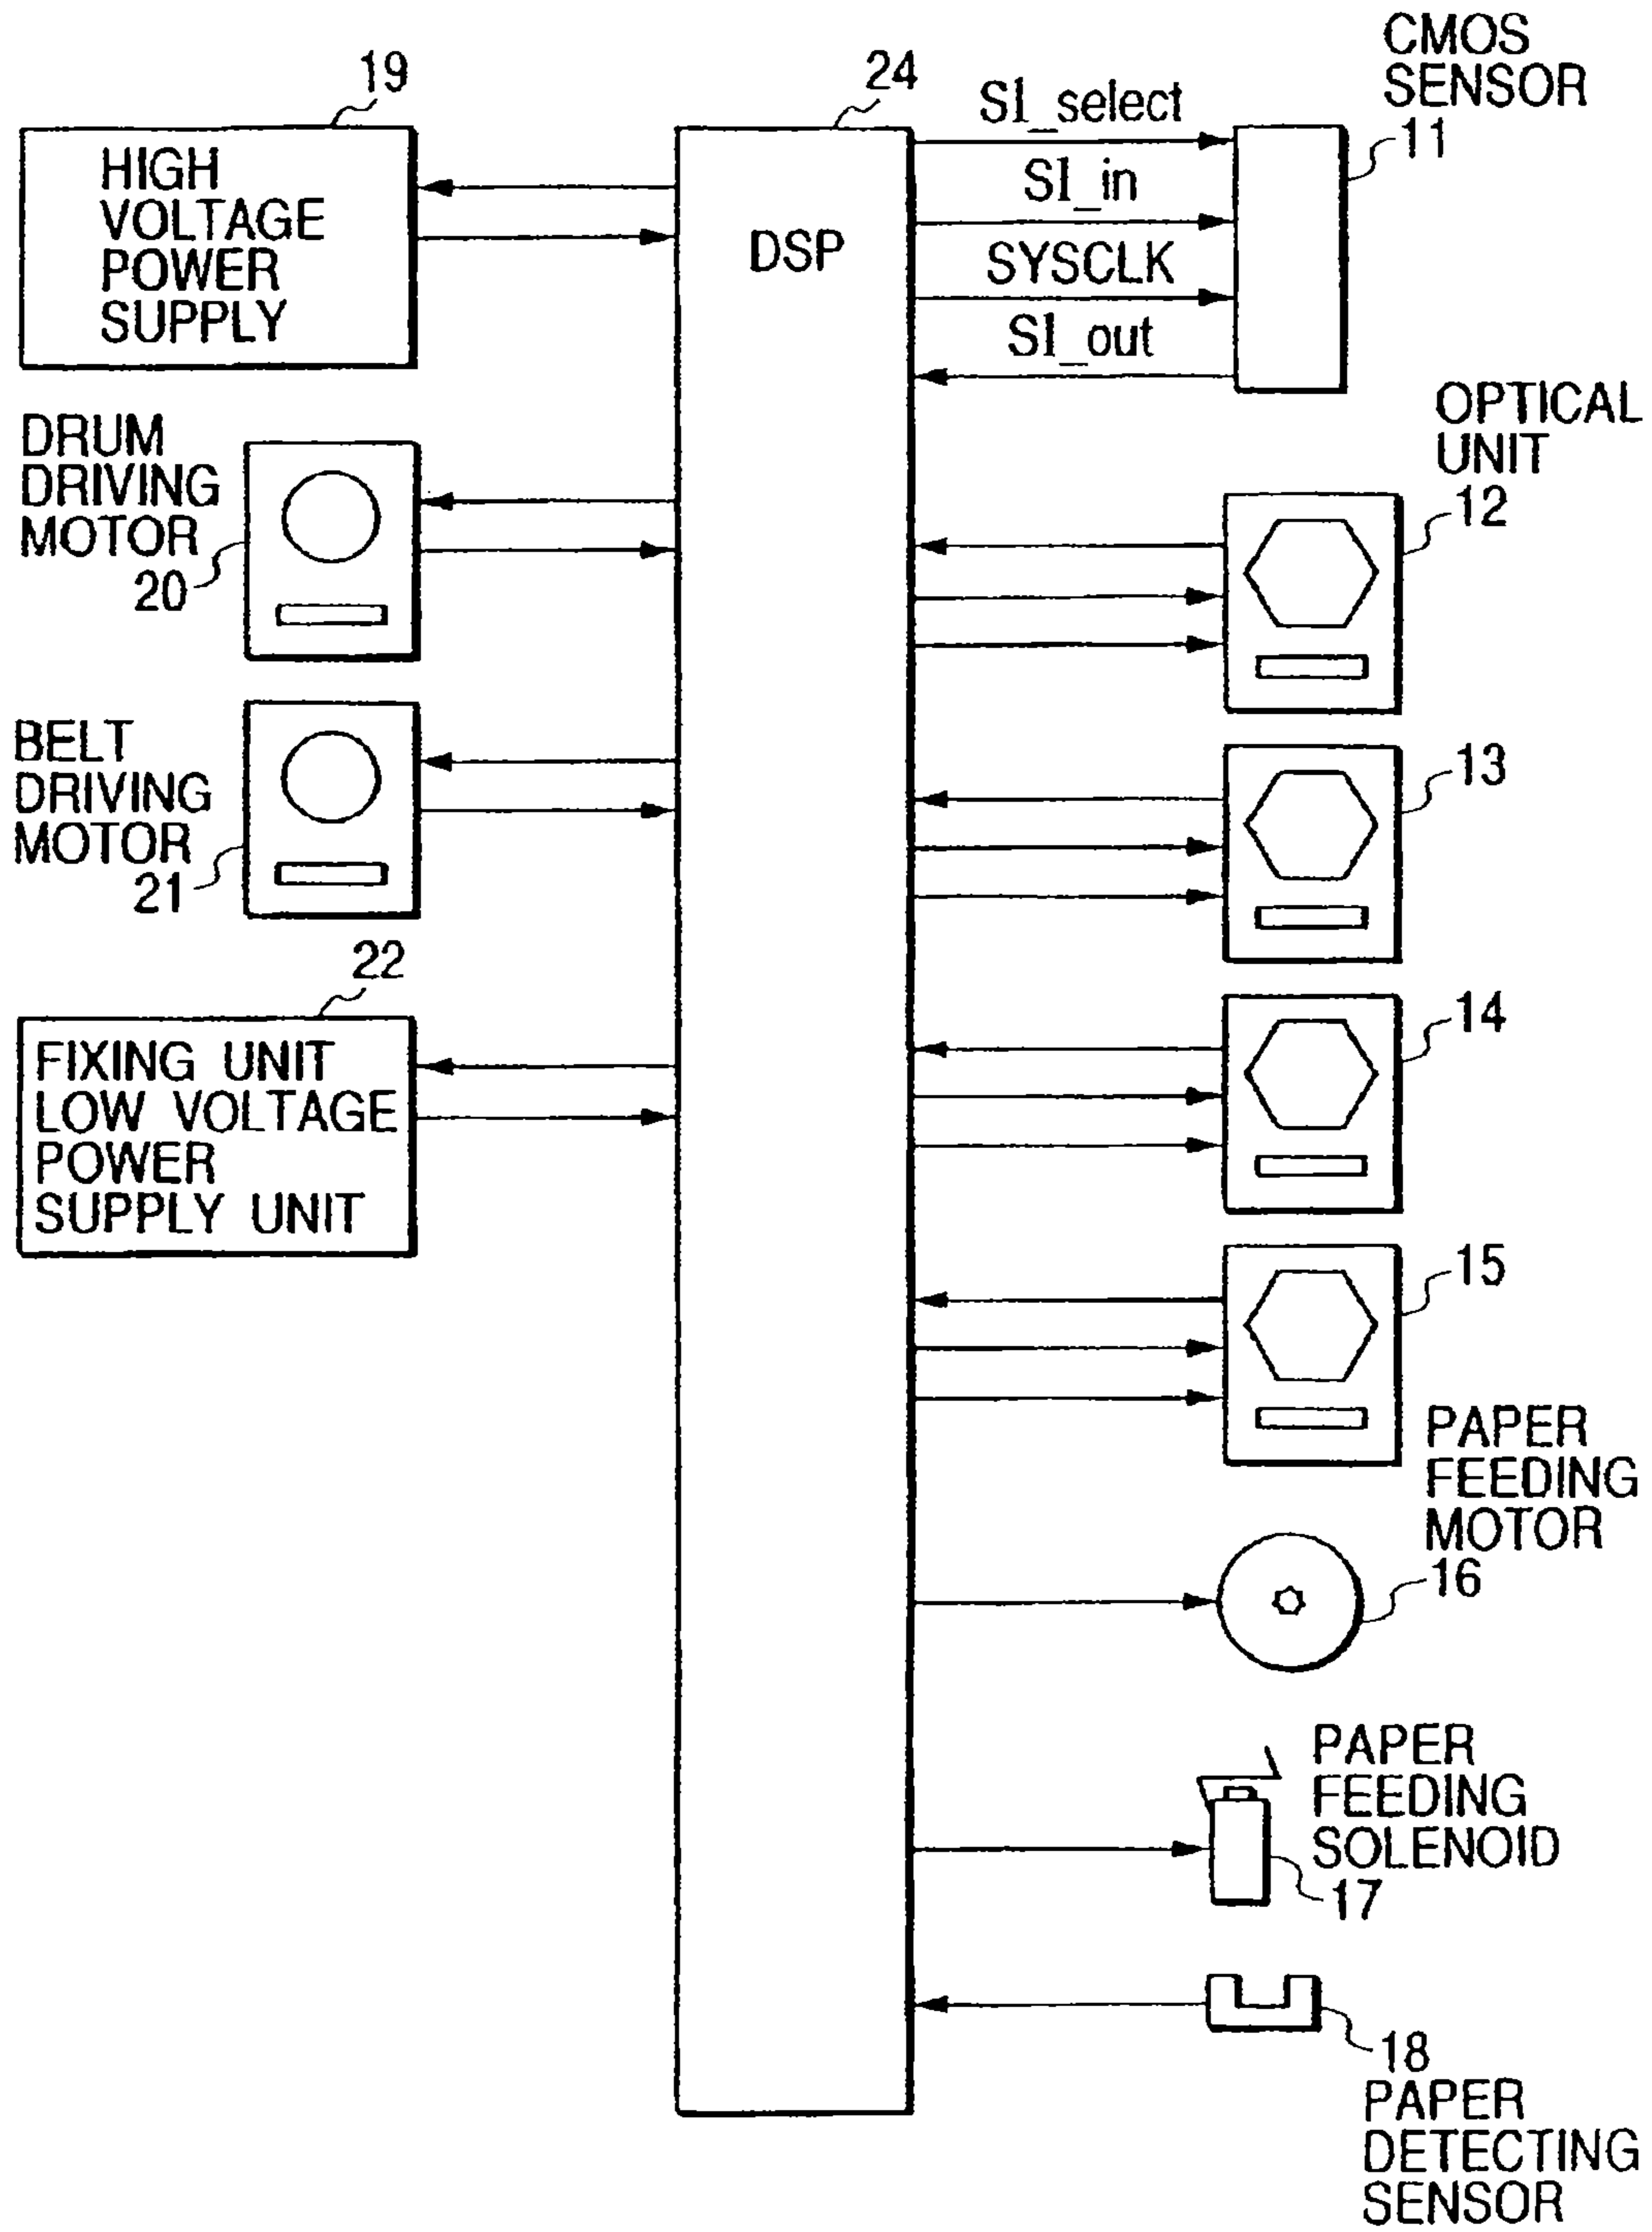 19
HIGH
VOLTAGE
POWER
SUPPLY
DRUM
DRIVING
MOTOR
20
BELT
DRIVING
MOTOR
21
22
FIXING UNIT
LOW VOLTAGE
POWER
SUPPLY UNIT
24
DSP
SI_select
SI_in
SYSCLK
SI_out
CMOS
SENSOR
11
OPTICAL
UNIT
12
13
14
15
PAPER
FEEDING
MOTOR
16
PAPER
FEEDING
SOLENOID
17
18
PAPER
DETECTING
SENSOR